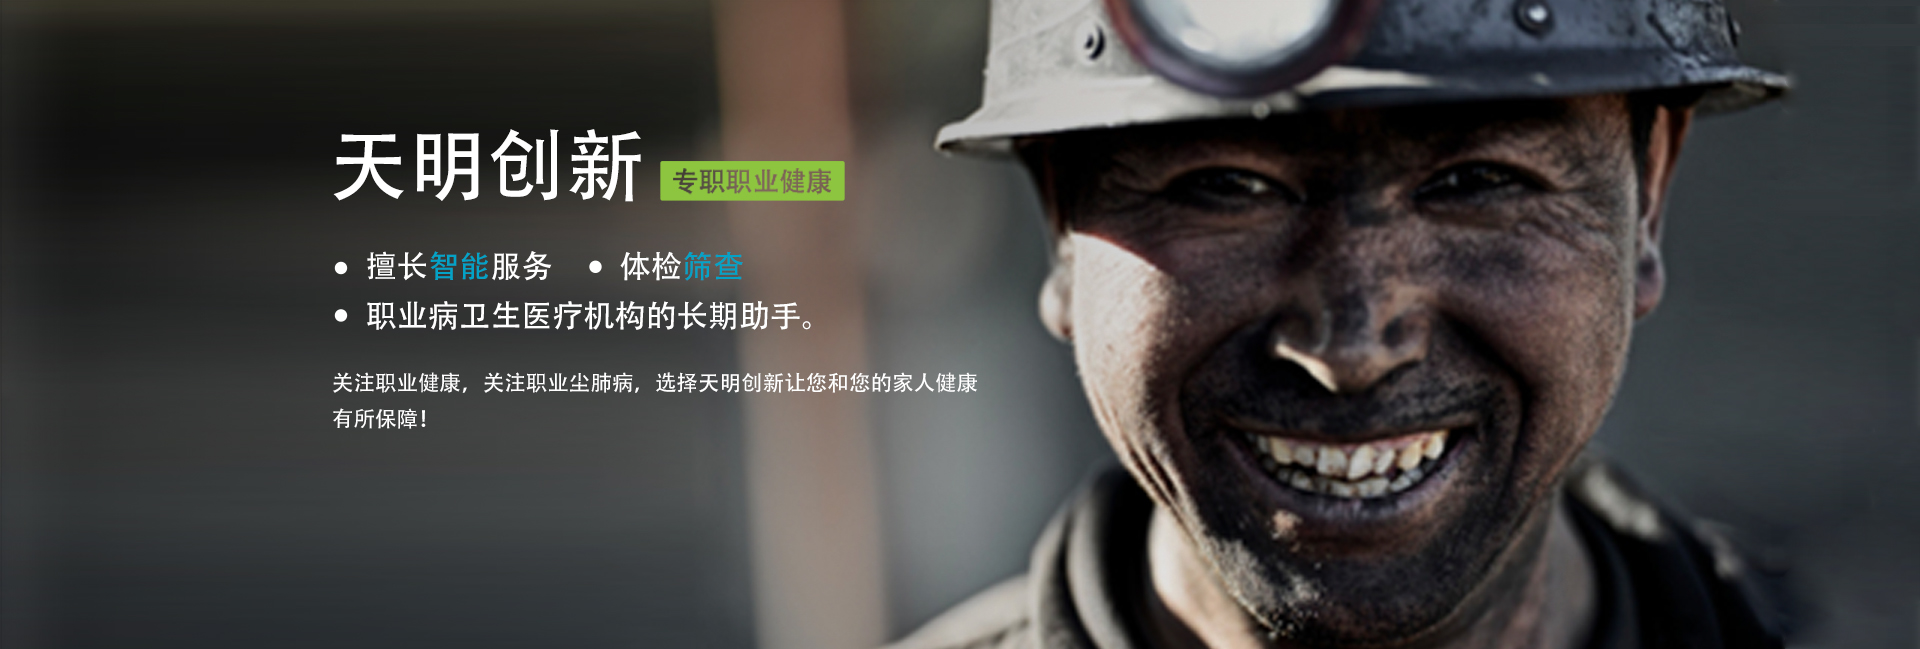 天明创新 专职职业健康
● 擅长智能服务 ● 体检筛查
● 职业病卫生医疗机构的长期助手。
关注职业健康，关注职业尘肺病，选择天明创新让您和您的家人健康
有所保障！